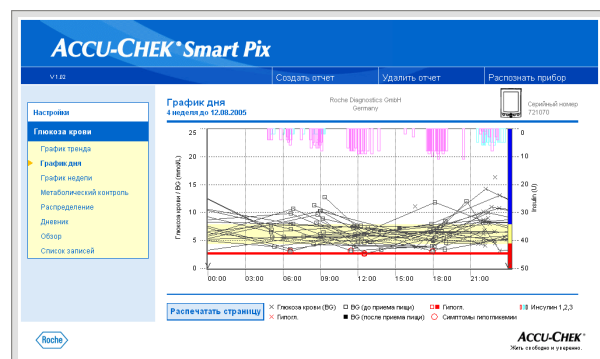 ACCU-CHEK® Smart Pix
V 1.02
Создать отчет
Удалить отчет
Распознать прибор
Настройки
Глюкоза крови
График тренда
График дня
График недели
Метаболический контроль
Распределение
Дневник
Обзор
Список записей
График дня
4 недели до 12.08.2005
Roche Diagnostics GmbH
Germany
Серийный номер
721070
Глюкоза крови / BG (mmol/L)
25
20
15
10
5
0
00:00 03:00 06:00 09:00 12:00 15:00 18:00 21:00
0
10
20
30
40
50
Insulin (U)
Распечатать страницу
Глюкоза крови (BG)
BG (до приема пищи)
Гипогл.
Инсулин 1,2,3.
Гипогл.
BG (после приема пищи)
Симптомы гипогликемии
Roche
ACCU-CHEK®
Жить свободно и уверенно.